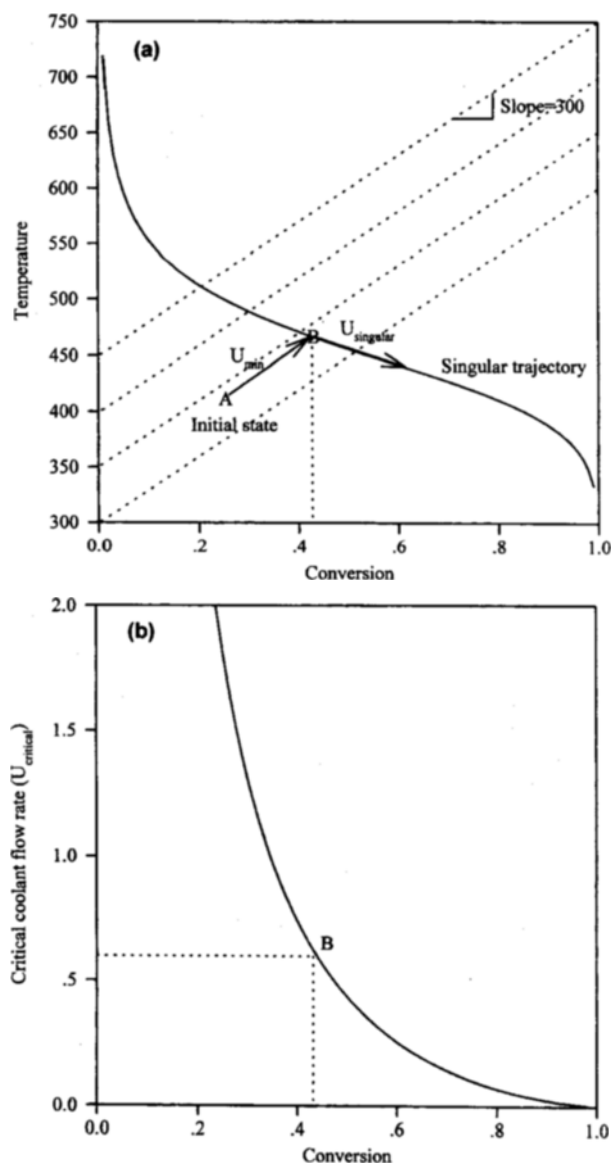 (a)
750
700
650
600
550
500
450
400
350
300
Temperature
Slope=300
B
U singular
U min
A
Initial state
Singular trajectory
0.0 .2 .4 .6 .8 1.0
Conversion
(b)
2.0
1.5
1.0
.5
0.0
Critical coolant flow rate (U critical)
B
0.0 .2 .4 .6 .8 1.0
Conversion